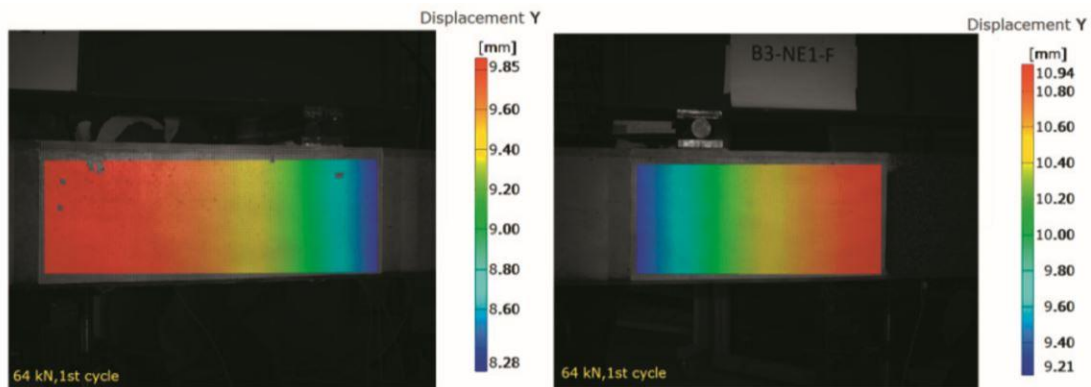 Displacement Y
[mm]
9.85
9.60
9.40
9.20
9.00
8.80
8.60
8.28
64 kN,1st cycle
Displacement Y
[mm]
10.94
10.80
10.60
10.40
10.20
10.00
9.80
9.60
9.40
9.21
B3-NE1-F
64 kN,1st cycle